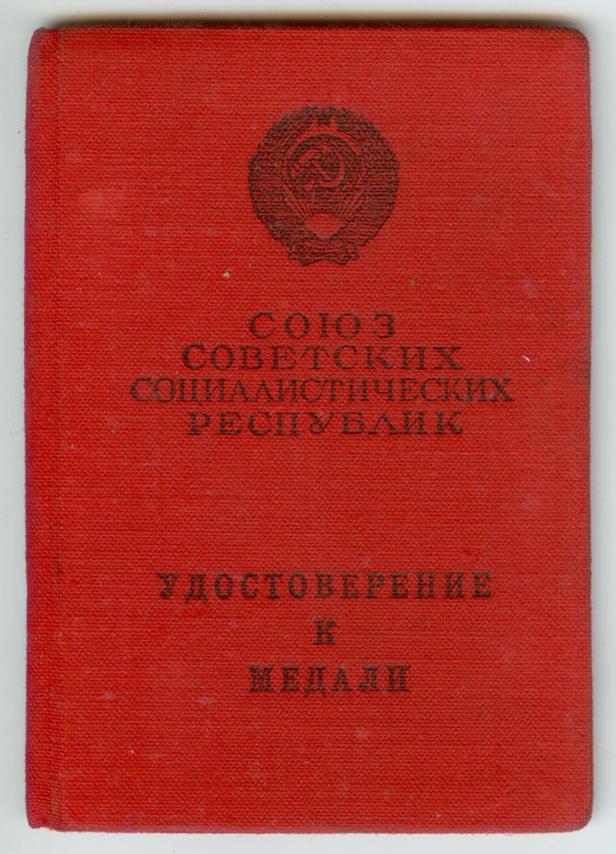 СОЮЗ
СОВЕТСКИХ
СОЦИАЛИСТИЧЕСКИХ
РЕСПУБЛИК
УДОСТОВЕРЕНИЕ
К
МЕДАЛИ